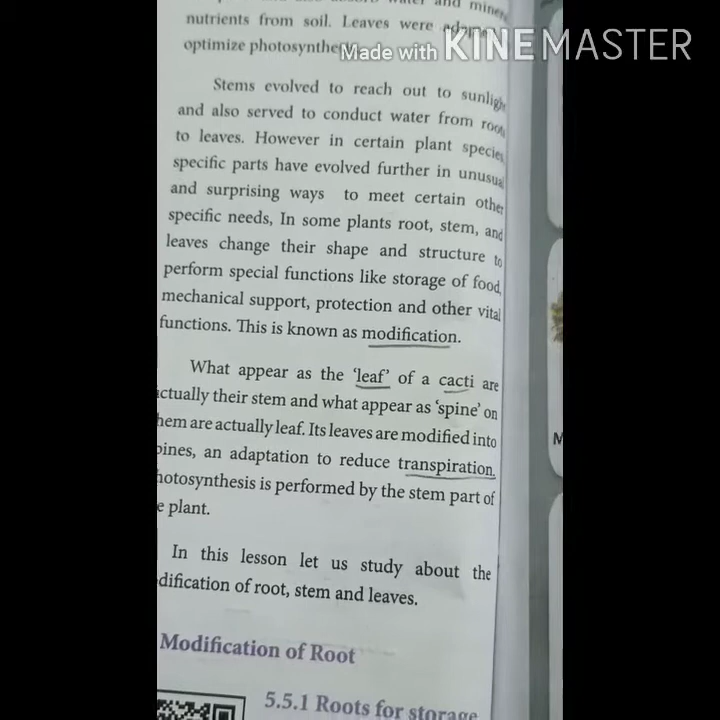 water and
nutrients from soil. Leaves were
optimize
Made with KINEMASTER
Stems evolved to reach out to sunlight
and also served to conduct water from roots
to leaves. However in certain plant species,
specific parts have evolved further in unusual
and surprising ways to meet certain other
specific needs, In some plants root, stem, and
leaves change their shape and structure to
perform special functions like storage of food,
mechanical support, protection and other vital
functions. This is known as modification.
What appear as the ‘leaf’ of a cacti are
actually their stem and what appear as ‘spine’ on
hem are actually leaf. Its leaves are modified into
pines, an adaptation to reduce transpiration.
hotosynthesis is performed by the stem part of
e plant.
In this lesson let us study about the
dification of root, stem and leaves.
Modification of Root
5.5.1 Roots for storage
M